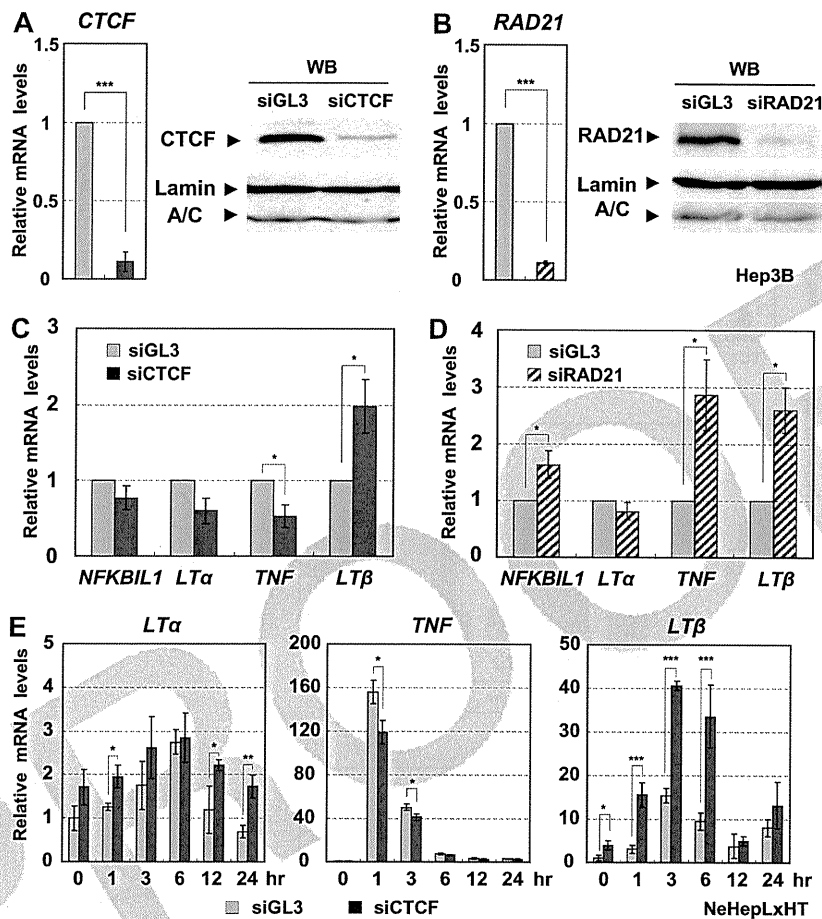 A
CTCF
Relative mRNA levels
1.5
1
0.5
0
***
WB
siGL3 siCTCF
CTCF
Lamin
A/C
B
RAD21
Relative mRNA levels
1.5
1
0.5
0
***
WB
siGL3 siRAD21
RAD21
Lamin
A/C
Hep3B
C
Relative mRNA levels
3
2
1
0
siGL3
siCTCF
*
*
NFKBIL1 LTα TNF LTβ
D
Relative mRNA levels
4
3
2
1
0
siGL3
siRAD21
*
*
*
NFKBIL1 LTα TNF LTβ
E
LTα
Relative mRNA levels
5
4
3
2
1
0
*
*
**
0 1 3 6 12 24 hr
TNF
200
160
120
80
40
0
*
*
0 1 3 6 12 24 hr
LTβ
50
40
30
20
10
0
*
***
***
***
0 1 3 6 12 24 hr
siGL3 siCTCF
NeHepLxHT